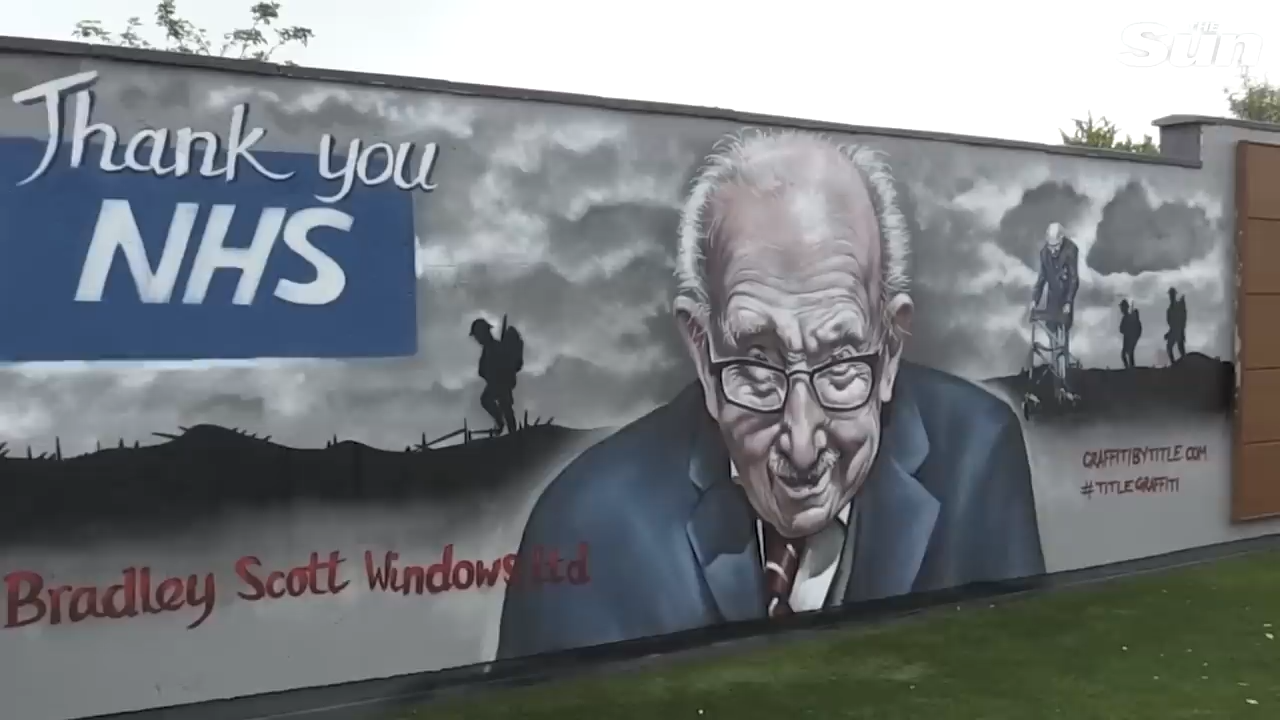 THE
Sun
Thank you
NHS
GRAFFITIBYTITLE.COM
#TITLEGRAFFITI
Bradley Scott Windows Ltd